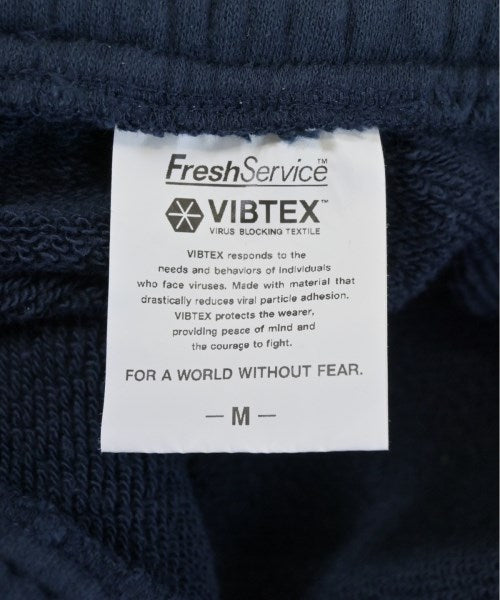 FreshService™
VIBTEX™
VIRUS BLOCKING TEXTILE
VIBTEX responds to the
needs and behaviors of individuals
who face viruses. Made with material that
drastically reduces viral particle adhesion.
VIBTEX protects the wearer,
providing peace of mind and
the courage to fight.
FOR A WORLD WITHOUT FEAR.
— M —